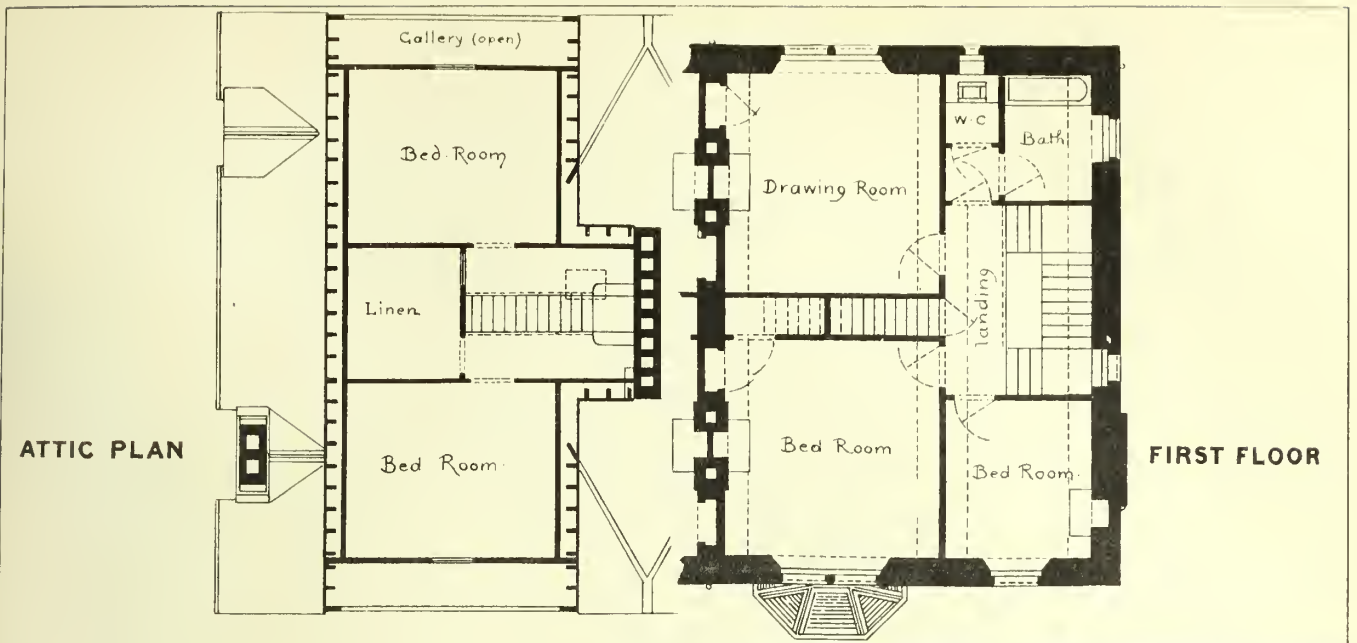 Gallery (open)
Bed Room
Linen
Bed Room.
ATTIC PLAN
Drawing Room
W.C
Bath
landing
Bed Room
Bed Room.
FIRST FLOOR